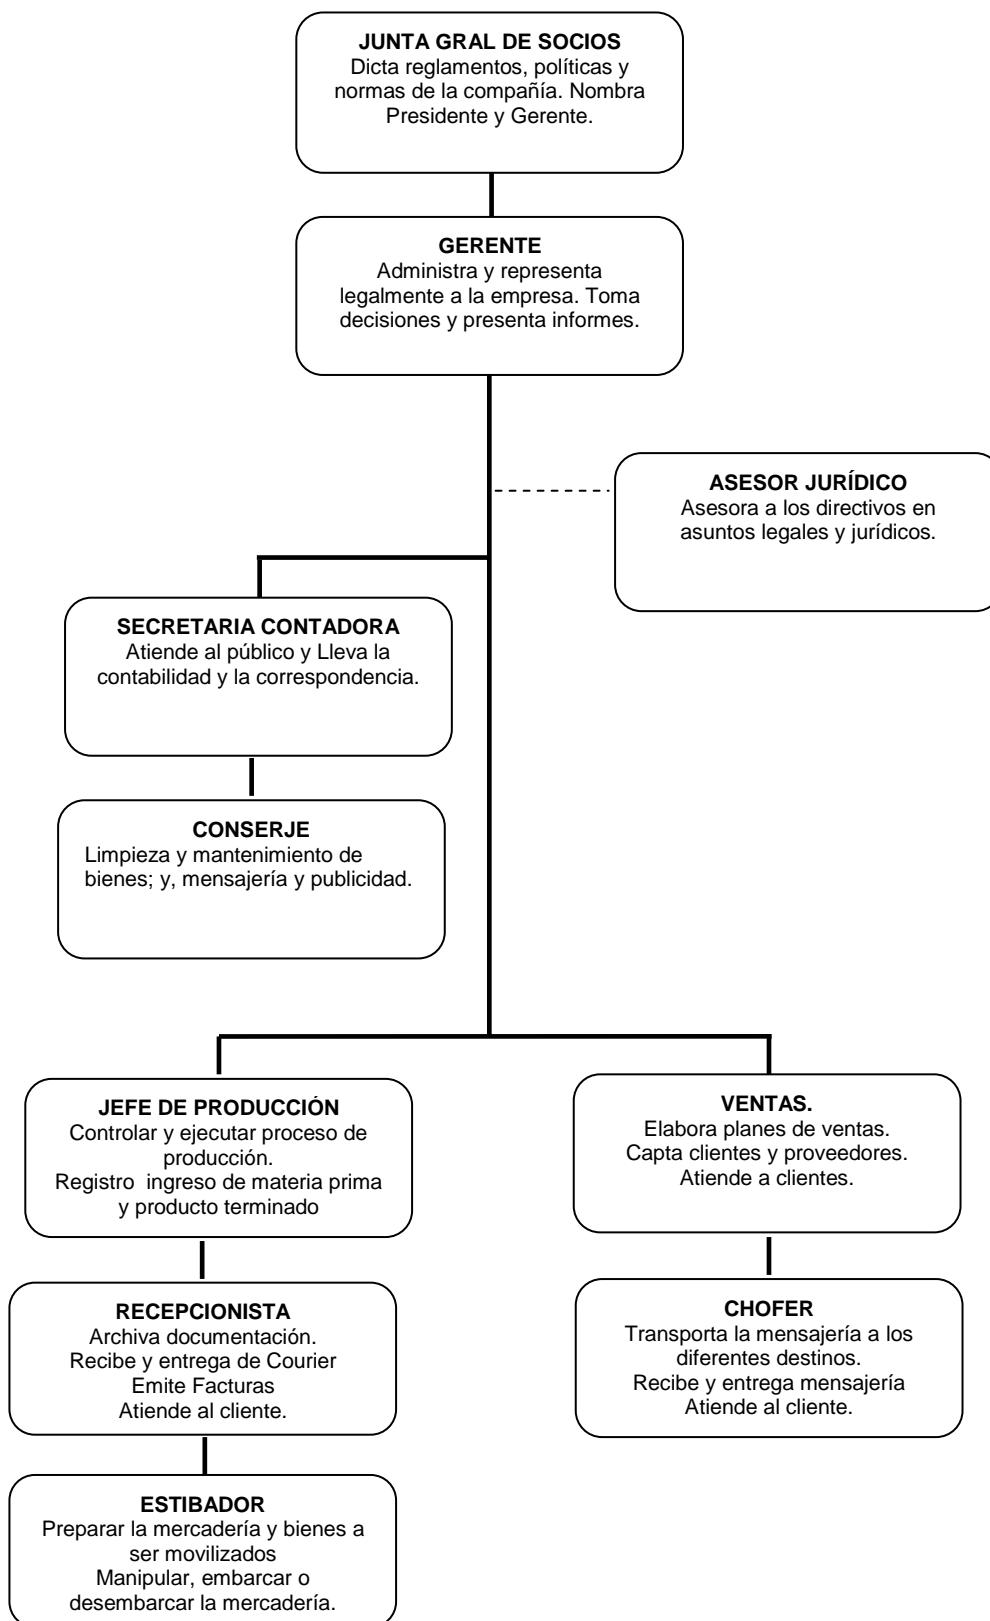 JUNTA GRAL DE SOCIOS
Dicta reglamentos, políticas y
normas de la compañía. Nombra
Presidente y Gerente.
GERENTE
Administra y representa
legalmente a la empresa. Toma
decisiones y presenta informes.
ASESOR JURÍDICO
Asesora a los directivos en
asuntos legales y jurídicos.
SECRETARIA CONTADORA
Atiende al público y Lleva la
contabilidad y la correspondencia.
CONSERJE
Limpieza y mantenimiento de
bienes; y, mensajería y publicidad.
JEFE DE PRODUCCIÓN
Controlar y ejecutar proceso de
producción.
Registro ingreso de materia prima
y producto terminado
VENTAS.
Elabora planes de ventas.
Capta clientes y proveedores.
Atiende a clientes.
RECEPCIONISTA
Archiva documentación.
Recibe y entrega de Courier
Emite Facturas
Atiende al cliente.
CHOFER
Transporta la mensajería a los
diferentes destinos.
Recibe y entrega mensajería
Atiende al cliente.
ESTIBADOR
Preparar la mercadería y bienes a
ser movilizados
Manipular, embarcar o
desembarcar la mercadería.